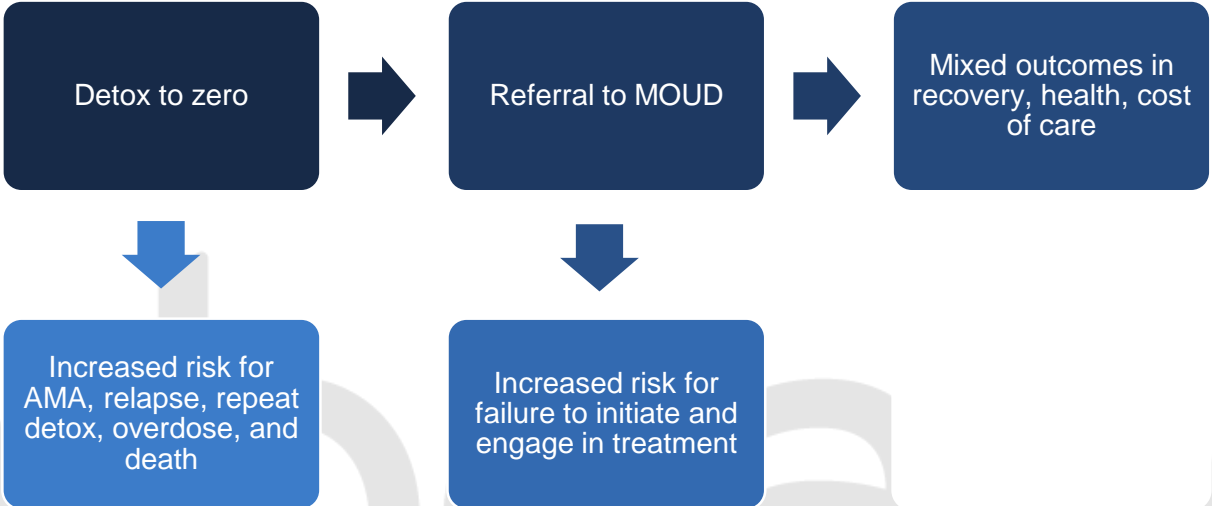 Detox to zero
Referral to MOUD
Mixed outcomes in
recovery, health, cost
of care
Increased risk for
AMA, relapse, repeat
detox, overdose, and
death
Increased risk for
failure to initiate and
engage in treatment